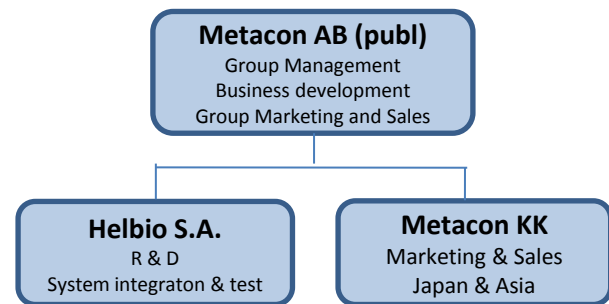 Metacon AB (publ)
Group Management
Business development
Group Marketing and Sales
Helbio S.A.
R & D
System integraton & test
Metacon KK
Marketing & Sales
Japan & Asia